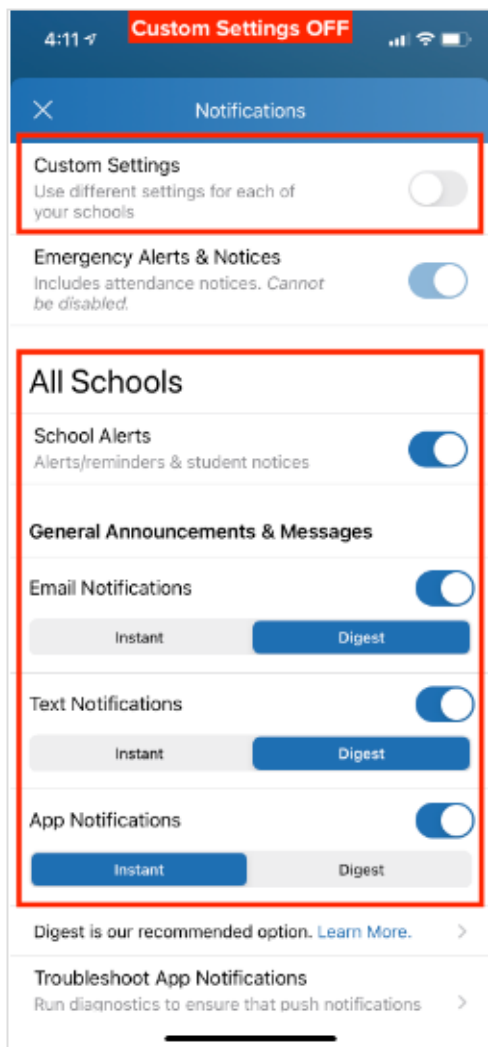 Custom Settings OFF
4:11
Notifications
Custom Settings
Use different settings for each of
your schools
Emergency Alerts & Notices
Includes attendance notices. Cannot
be disabled.
All Schools
School Alerts
Alerts/reminders & student notices
General Announcements & Messages
Email Notifications
Instant Digest
Text Notifications
Instant Digest
App Notifications
Instant Digest
Digest is our recommended option. Learn More.
Troubleshoot App Notifications
Run diagnostics to ensure that push notifications